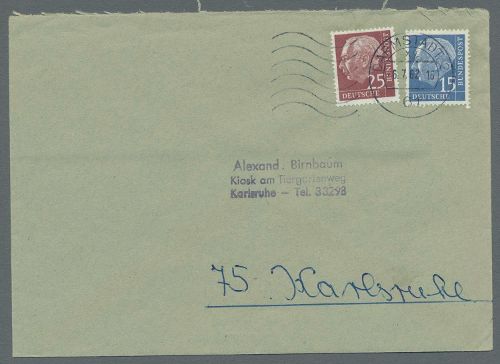 25 DEUTSCHE BUNDESPOST
15 DEUTSCHE BUNDESPOST
Alexand. Birnbaum
Kiosk am Tiergartenweg
Karlsruhe – Tel. 33298
75 Karlsruhe